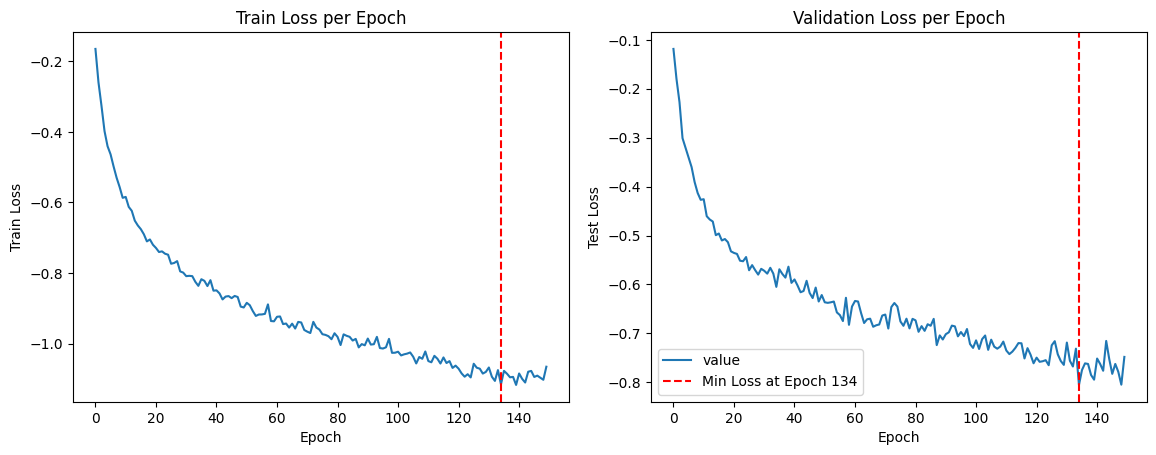 Train Loss per Epoch
Train Loss
−0.2
−0.4
−0.6
−0.8
−1.0
0 20 40 60 80 100 120 140
Epoch
Validation Loss per Epoch
Test Loss
−0.1
−0.2
−0.3
−0.4
−0.5
−0.6
−0.7
−0.8
value
Min Loss at Epoch 134
0 20 40 60 80 100 120 140
Epoch